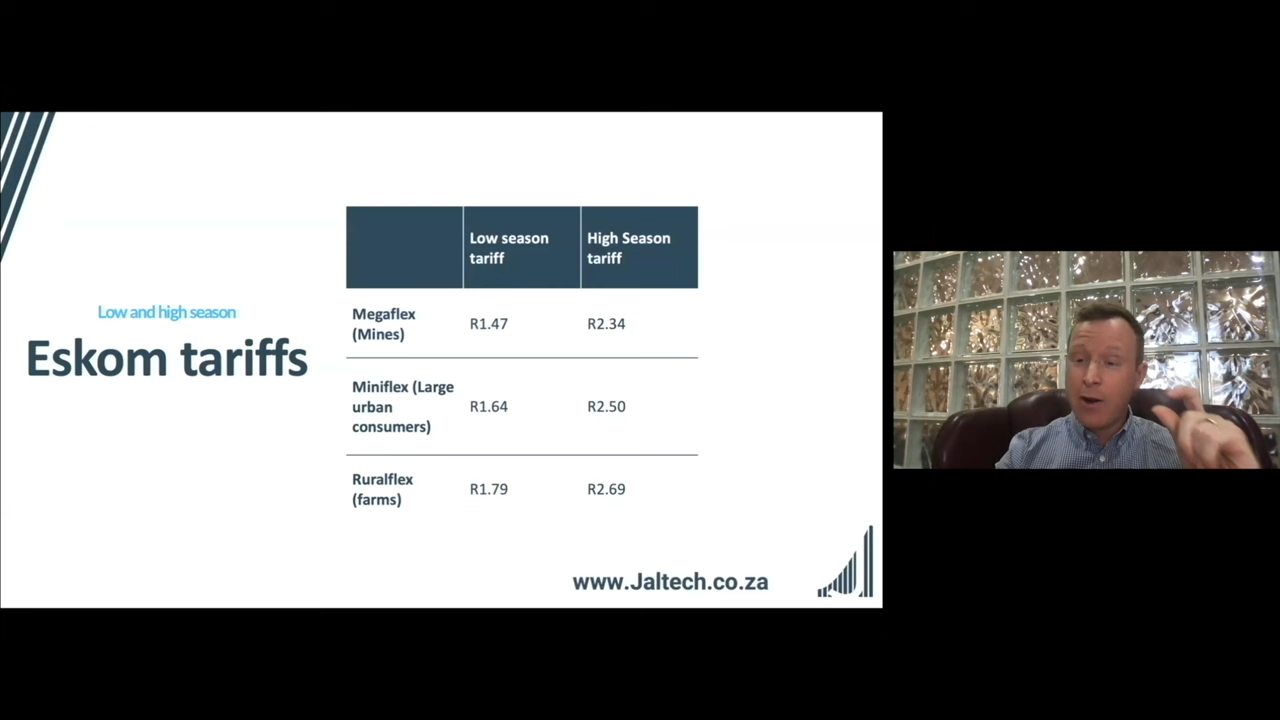 Low and high season
Eskom tariffs
Low season
tariff
High Season
tariff
Megaflex
(Mines)
R1.47
R2.34
Miniflex (Large
urban
consumers)
R1.64
R2.50
Ruralflex
(farms)
R1.79
R2.69
www.Jaltech.co.za